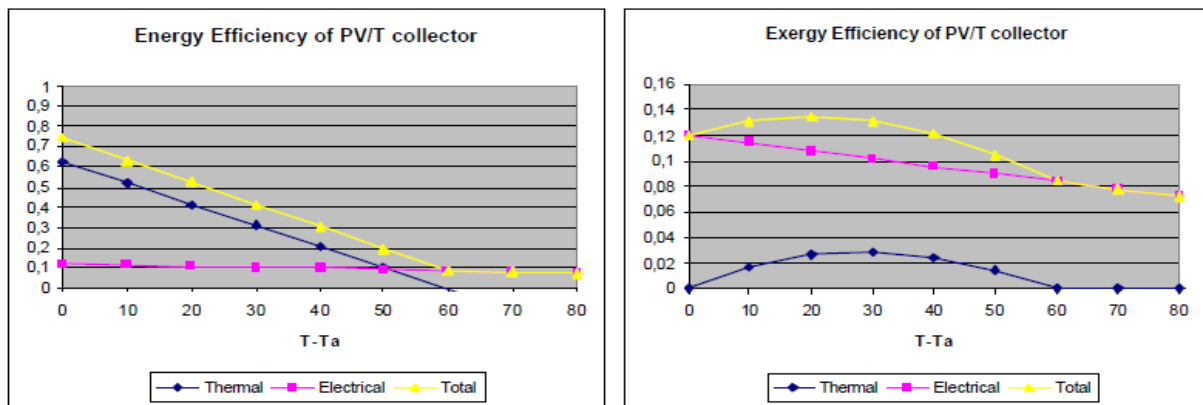 Energy Efficiency of PV/T collector
1
0,9
0,8
0,7
0,6
0,5
0,4
0,3
0,2
0,1
0
0 10 20 30 40 50 60 70 80
T-Ta
Thermal Electrical Total
Exergy Efficiency of PV/T collector
0,16
0,14
0,12
0,1
0,08
0,06
0,04
0,02
0
0 10 20 30 40 50 60 70 80
T-Ta
Thermal Electrical Total